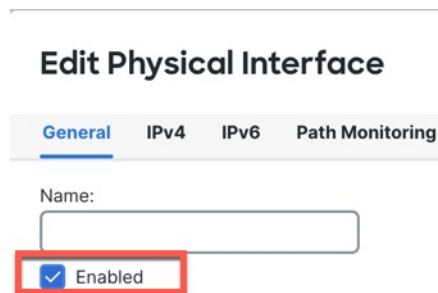 Edit Physical Interface
General IPv4 IPv6 Path Monitoring
Name:
Enabled